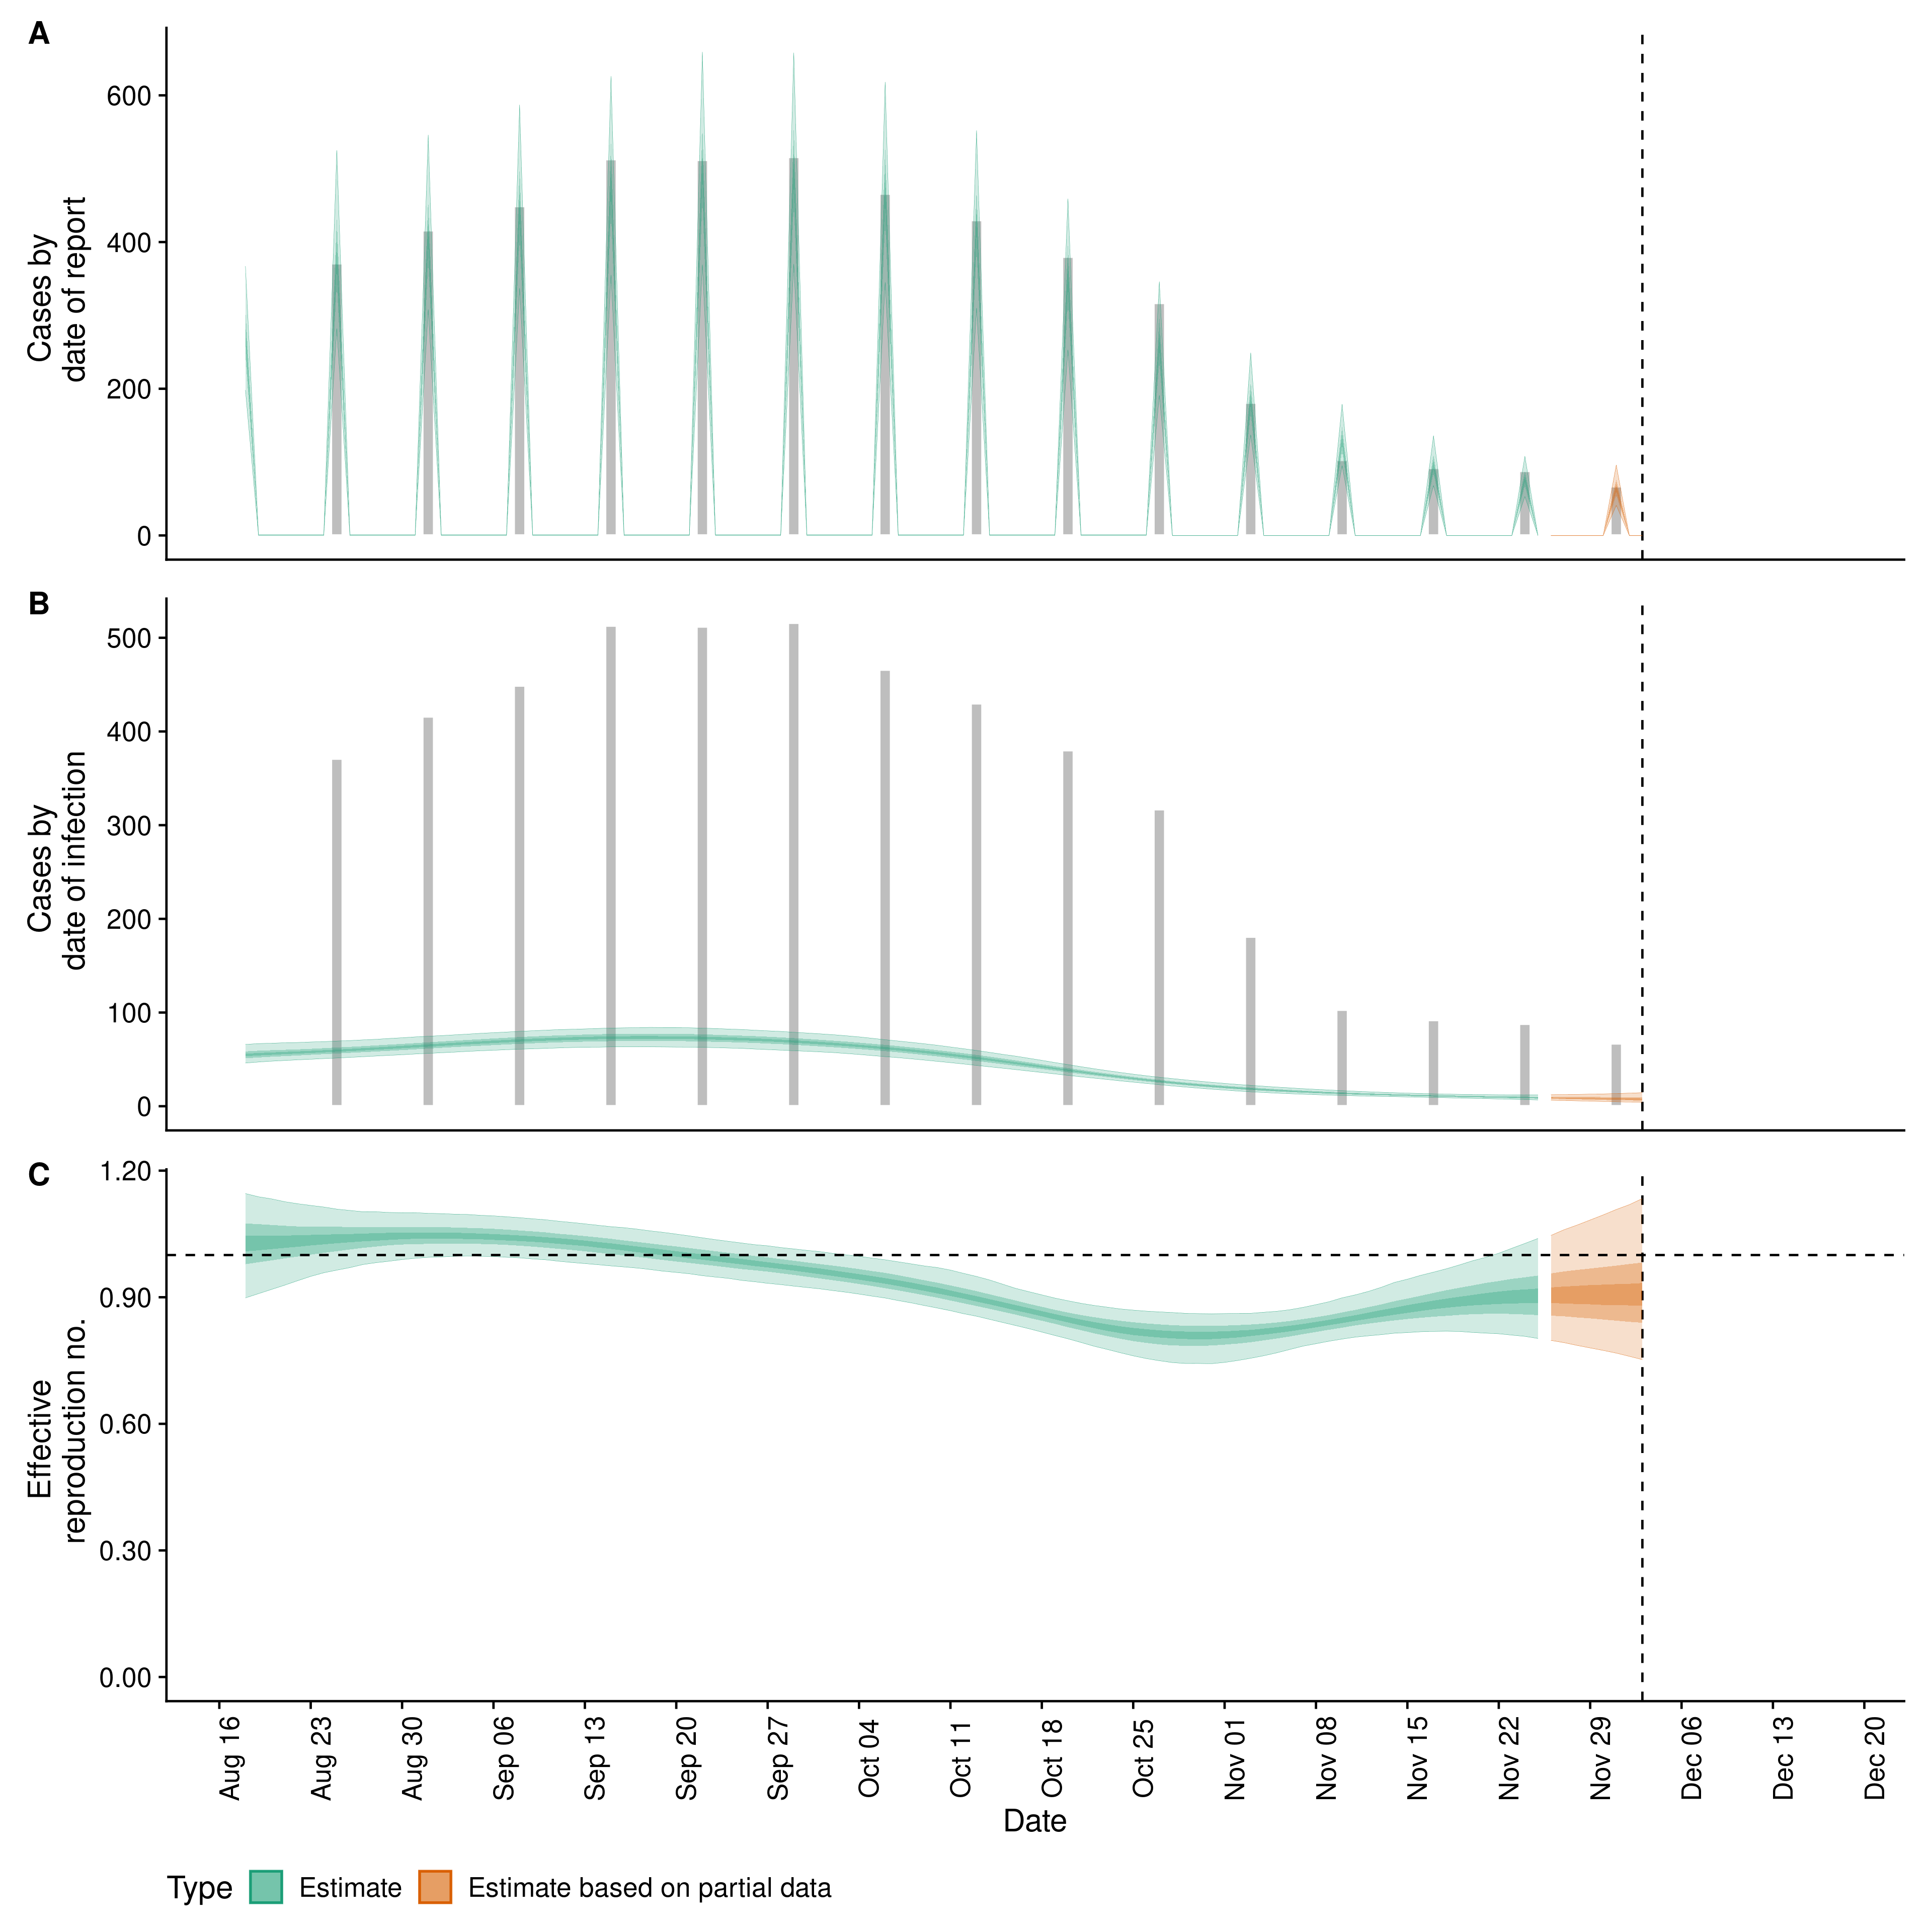 A
Cases by
date of report
600
400
200
0
B
Cases by
date of infection
500
400
300
200
100
0
C
Effective
reproduction no.
1.20
0.90
0.60
0.30
0.00
Aug 16
Aug 23
Aug 30
Sep 06
Sep 13
Sep 20
Sep 27
Oct 04
Oct 11
Oct 18
Oct 25
Nov 01
Nov 08
Nov 15
Nov 22
Nov 29
Dec 06
Dec 13
Dec 20
Date
Type Estimate Estimate based on partial data